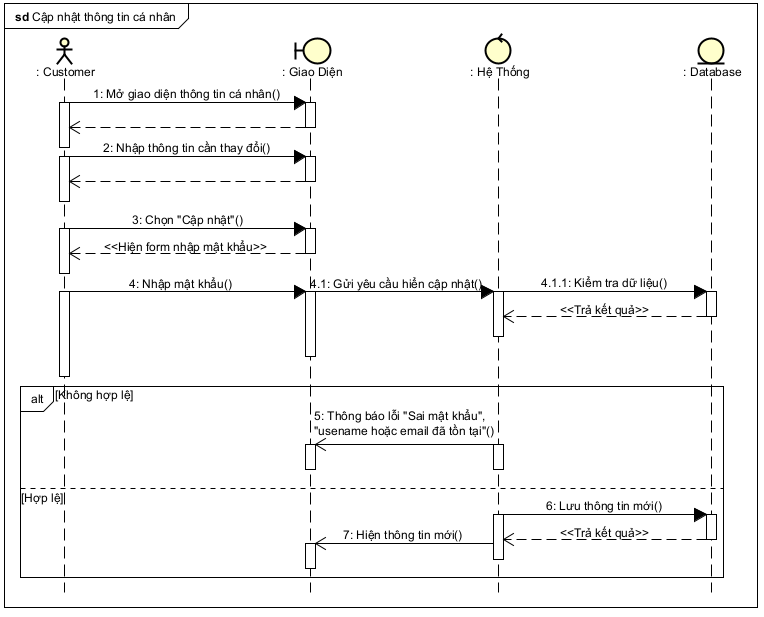 sd Cập nhật thông tin cá nhân
: Customer
: Giao Diện
: Hệ Thống
: Database
1: Mở giao diện thông tin cá nhân()
2: Nhập thông tin cần thay đổi()
3: Chọn "Cập nhật"()
<<Hiện form nhập mật khẩu>>
4: Nhập mật khẩu()
4.1: Gửi yêu cầu hiển cập nhật()
4.1.1: Kiểm tra dữ liệu()
<<Trả kết quả>>
alt
[Không hợp lệ]
5: Thông báo lỗi "Sai mật khẩu",
"usename hoặc email đã tồn tại"()
[Hợp lệ]
6: Lưu thông tin mới()
<<Trả kết quả>>
7: Hiện thông tin mới()